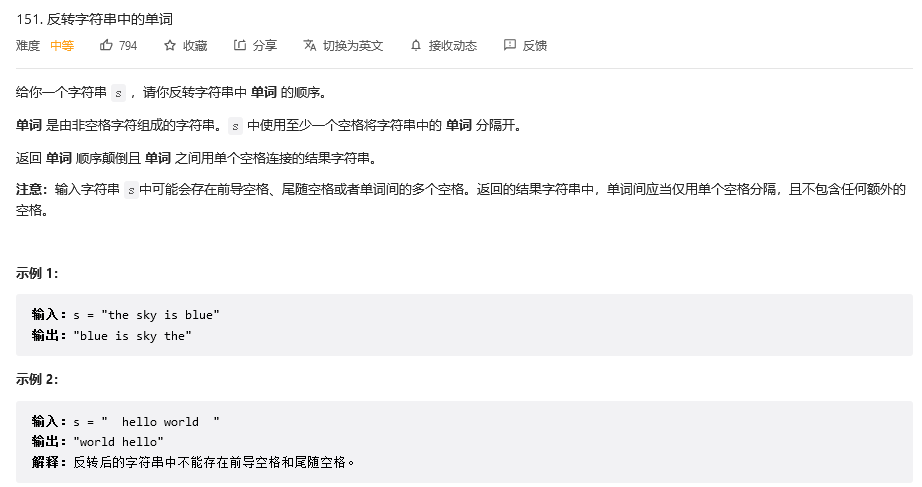 151. 反转字符串中的单词
难度 中等 794 收藏 分享 切换为英文 接收动态 反馈
给你一个字符串 s ，请你反转字符串中 单词 的顺序。
单词 是由非空格字符组成的字符串。s 中使用至少一个空格将字符串中的 单词 分隔开。
返回 单词 顺序颠倒且 单词 之间用单个空格连接的结果字符串。
注意：输入字符串 s中可能会存在前导空格、尾随空格或者单词间的多个空格。返回的结果字符串中，单词间应当仅用单个空格分隔，且不包含任何额外的
空格。
示例 1：
输入：s = "the sky is blue"
输出："blue is sky the"
示例 2：
输入：s = "  hello world  "
输出："world hello"
解释：反转后的字符串中不能存在前导空格和尾随空格。